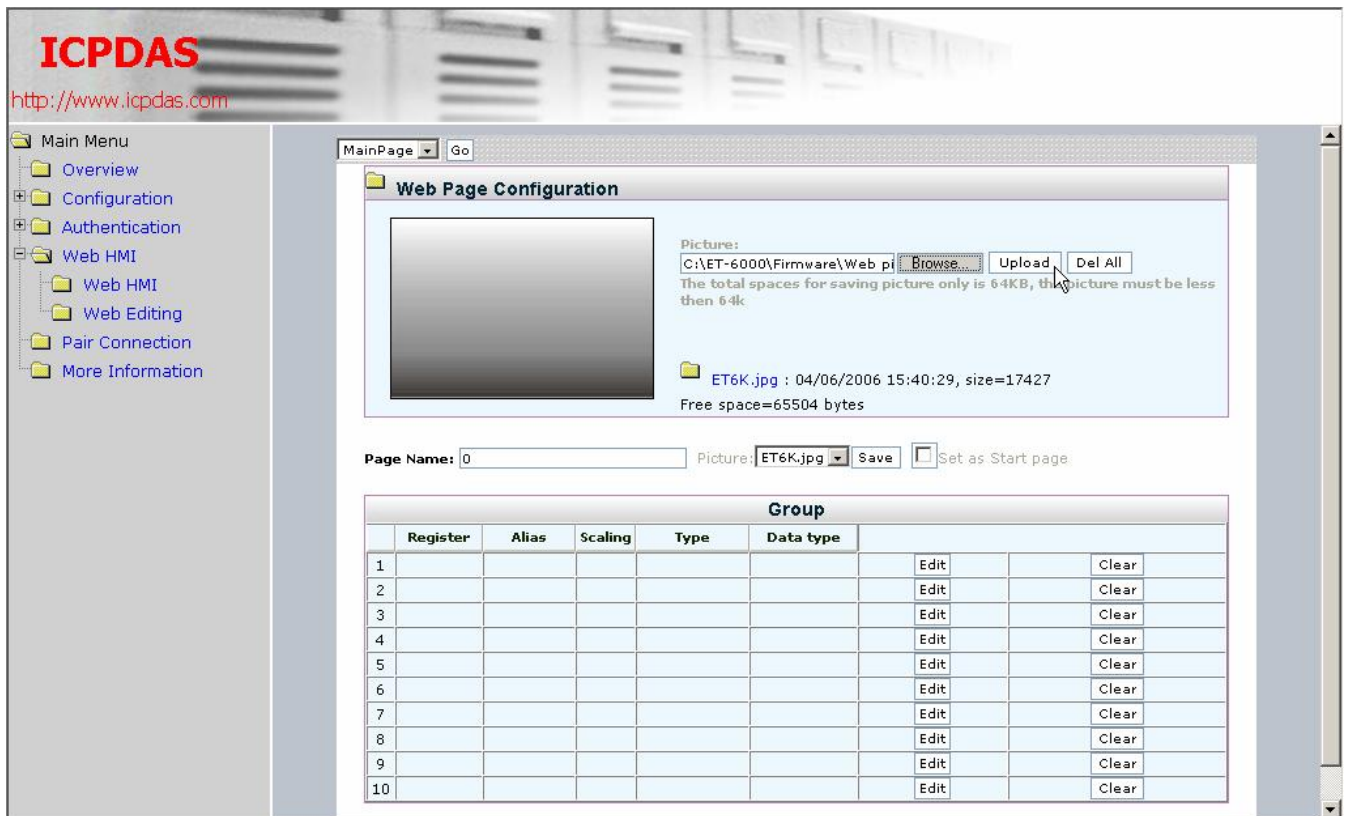 ICPDAS
http://www.icpdas.com
Main Menu
Overview
Configuration
Authentication
Web HMI
Web HMI
Web Editing
Pair Connection
More Information
MainPage Go
Web Page Configuration
Picture:
C:\ET-6000\Firmware\Web pi Browse... Upload Del All
The total spaces for saving picture only is 64KB, the picture must be less
then 64k
ET6K.jpg : 04/06/2006 15:40:29, size=17427
Free space=65504 bytes
Page Name: 0 Picture: ET6K.jpg Save Set as Start page
Group
Register Alias Scaling Type Data type
1 Edit Clear
2 Edit Clear
3 Edit Clear
4 Edit Clear
5 Edit Clear
6 Edit Clear
7 Edit Clear
8 Edit Clear
9 Edit Clear
10 Edit Clear